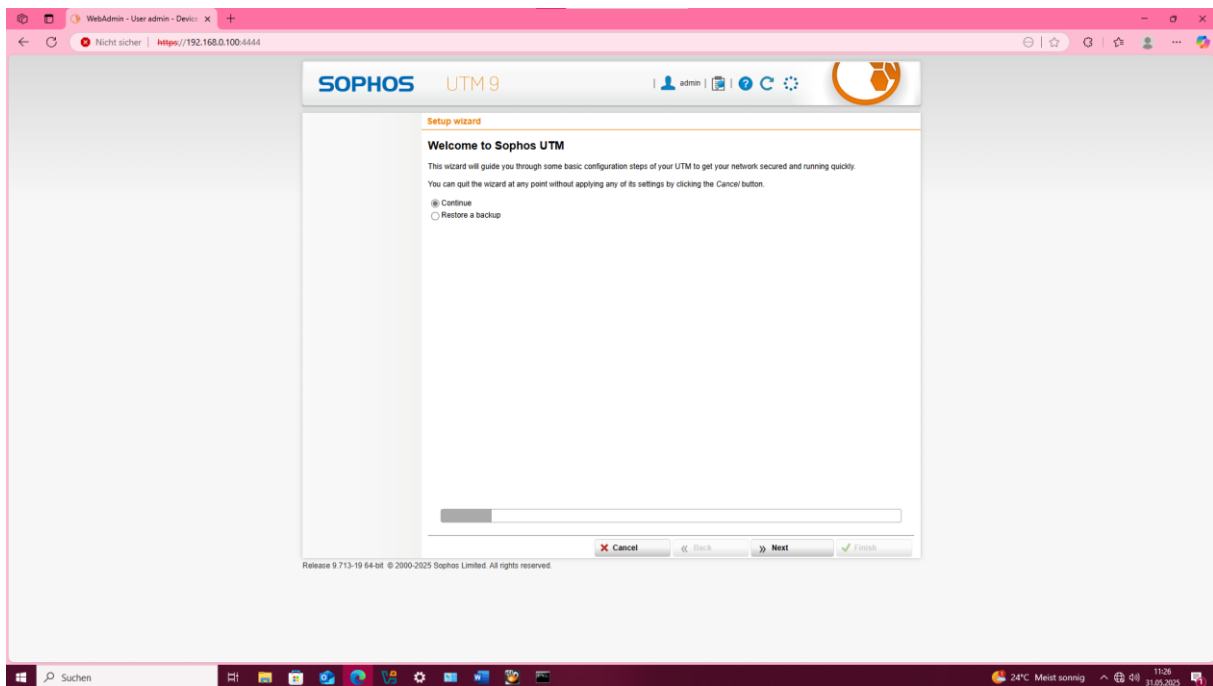 WebAdmin - User admin - Device
Nicht sicher
https://192.168.0.100:4444
SOPHOS UTM 9
| admin | | ?
Setup wizard
Welcome to Sophos UTM
This wizard will guide you through some basic configuration steps of your UTM to get your network secured and running quickly.
You can quit the wizard at any point without applying any of its settings by clicking the Cancel button.
Continue
Restore a backup
Cancel
Back
Next
Finish
Release 9.713-19 64-bit © 2000-2025 Sophos Limited. All rights reserved.
Suchen
24°C Meist sonnig
11:26
31.05.2025